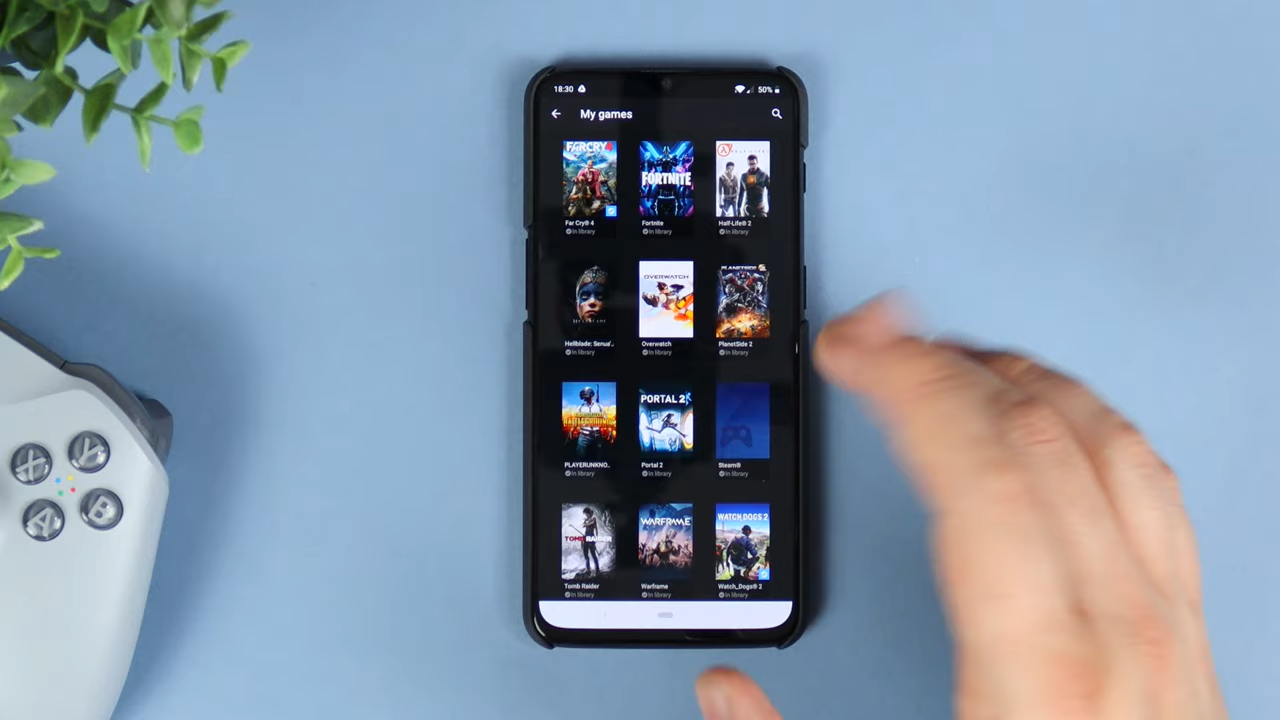 18:30 50%
My games
FARCRY4 FORTNITE
Far Cry® 4 Fortnite Half-Life® 2
In library In library In library
OVERWATCH PLANETSIDE 2
Hellblade: Senua'.. Overwatch PlanetSide 2
In library In library In library
BATTLEGROUNDS PORTAL 2
PLAYERUNKNO.. Portal 2 Steam®
In library In library In library
TOMB RAIDER WARFRAME WATCH DOGS 2
Tomb Raider Warframe Watch_Dogs® 2
In library In library In library
X Y
A B